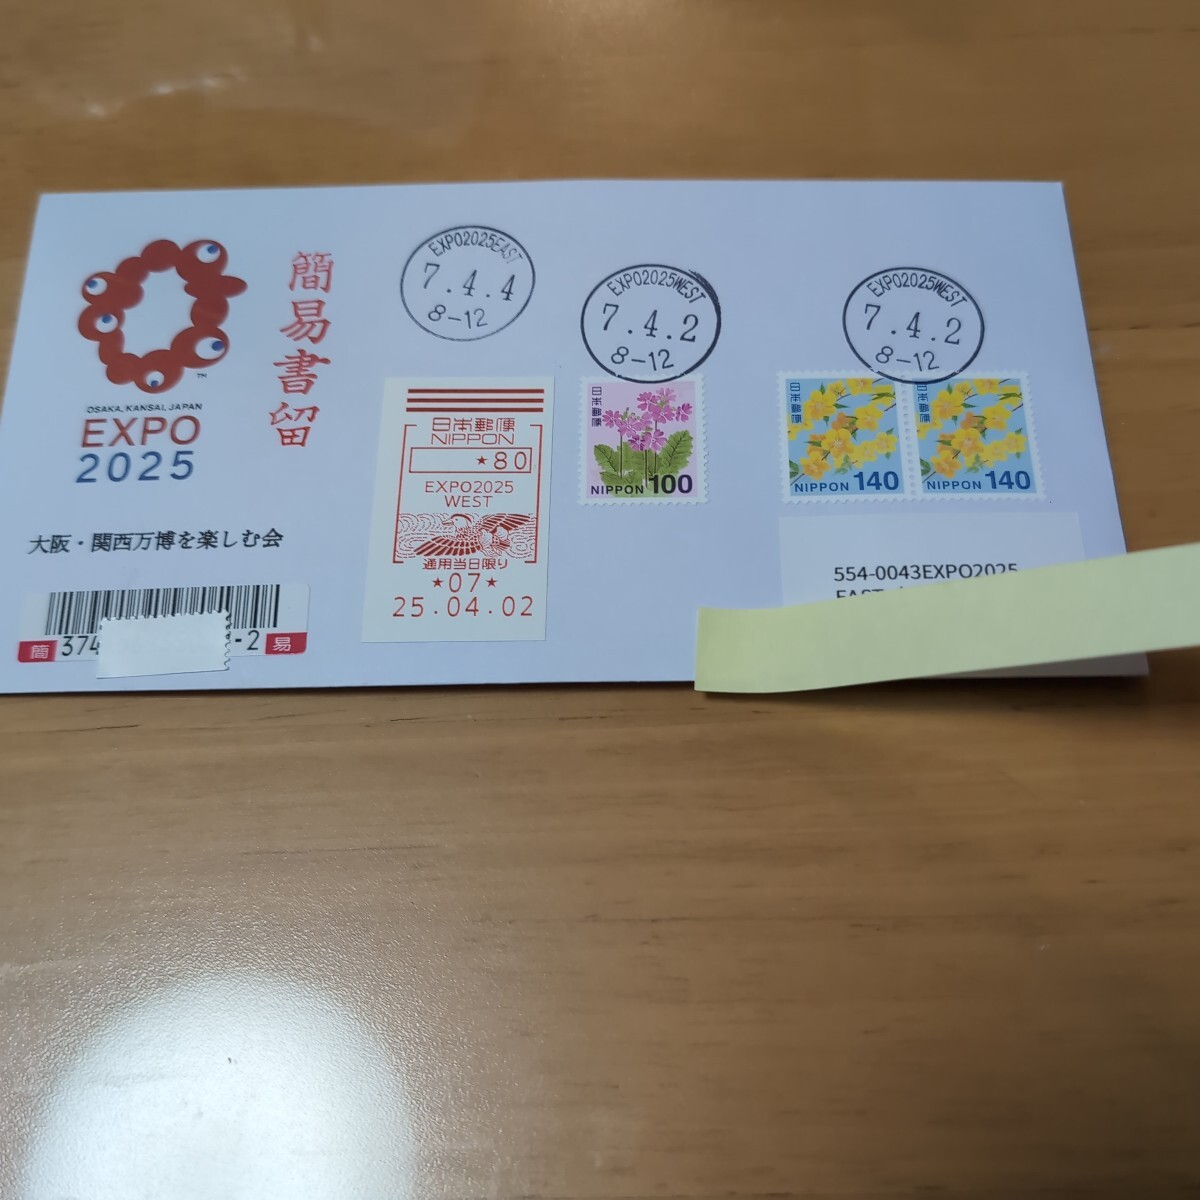 OSAKA, KANSAI, JAPAN
EXPO
2025
TM
簡易書留
大阪・関西万博を楽しむ会
簡 374
-2 易
EXPO2025EAST
7.4.4
8-12
日本郵便
NIPPON
★80
EXPO2025
WEST
通用当日限り
★07★
25.04.02
EXPO2025WEST
7.4.2
8-12
日本郵便
NIPPON 100
EXPO2025WEST
7.4.2
8-12
日本郵便
NIPPON 140
日本郵便
NIPPON 140
554-0043EXPO2025
EAST